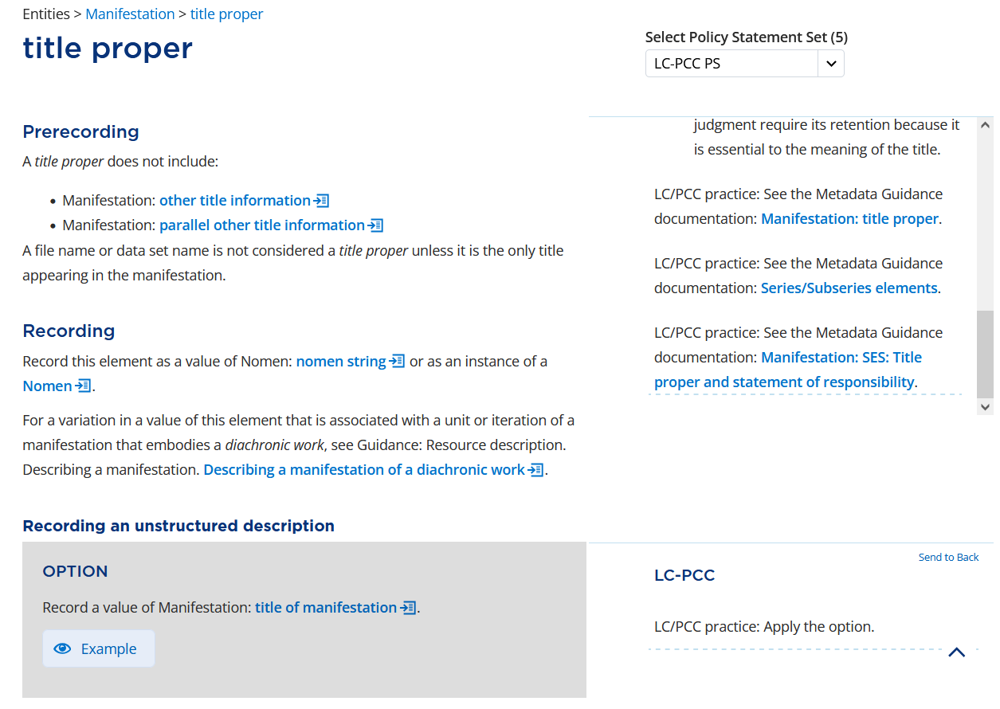 Entities > Manifestation > title proper
title proper
Select Policy Statement Set (5)
LC-PCC PS
Prerecording
A title proper does not include:
• Manifestation: other title information
• Manifestation: parallel other title information
A file name or data set name is not considered a title proper unless it is the only title
appearing in the manifestation.
Recording
Record this element as a value of Nomen: nomen string or as an instance of a
Nomen.
For a variation in a value of this element that is associated with a unit or iteration of a
manifestation that embodies a diachronic work, see Guidance: Resource description.
Describing a manifestation. Describing a manifestation of a diachronic work.
Recording an unstructured description
OPTION
Record a value of Manifestation: title of manifestation.
Example
judgment require its retention because it
is essential to the meaning of the title.
LC/PCC practice: See the Metadata Guidance
documentation: Manifestation: title proper.
LC/PCC practice: See the Metadata Guidance
documentation: Series/Subseries elements.
LC/PCC practice: See the Metadata Guidance
documentation: Manifestation: SES: Title
proper and statement of responsibility.
Send to Back
LC-PCC
LC/PCC practice: Apply the option.